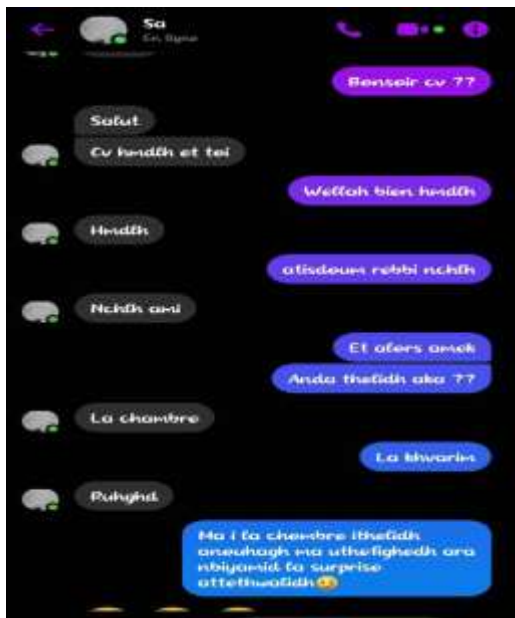 Sa
En ligne
Bonsoir cv ??
Salut
Cv hmdlh et toi
Wellah bien hmdlh
Hmdlh
atisdoum rebbi nchlh
Nchlh ami
Et alors amek
Anda thelidh aka ??
La chambre
La khvarim
Ruhghd
Ma i la chambre ithelidh
aneuhagh ma uthelighedh ara
nbiyamid la surprise
attethwalidh